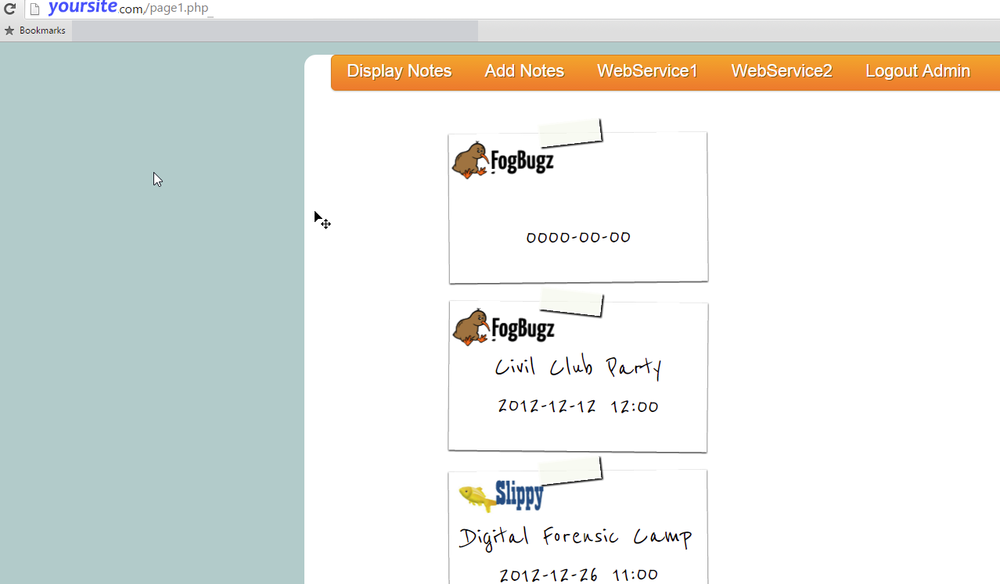 yoursite.com,/page1.php_
Bookmarks
Display Notes Add Notes WebService1 WebService2 Logout Admin
FogBugz
0000-00-00
FogBugz
Civil Club Party
2012-12-12 12:00
Slippy
Digital Forensic Camp
2012-12-26 11:00